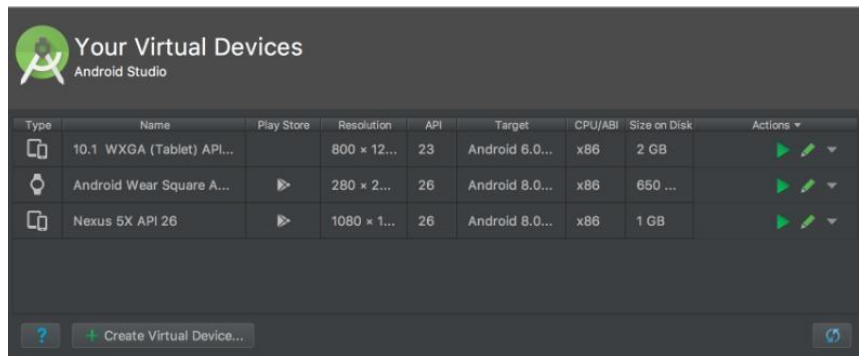 Your Virtual Devices
Android Studio
Type Name Play Store Resolution API Target CPU/ABI Size on Disk Actions
10.1 WXGA (Tablet) API... 800 × 12... 23 Android 6.0... x86 2 GB
Android Wear Square A... 280 × 2... 26 Android 8.0... x86 650 ...
Nexus 5X API 26 1080 × 1... 26 Android 8.0... x86 1 GB
? + Create Virtual Device...